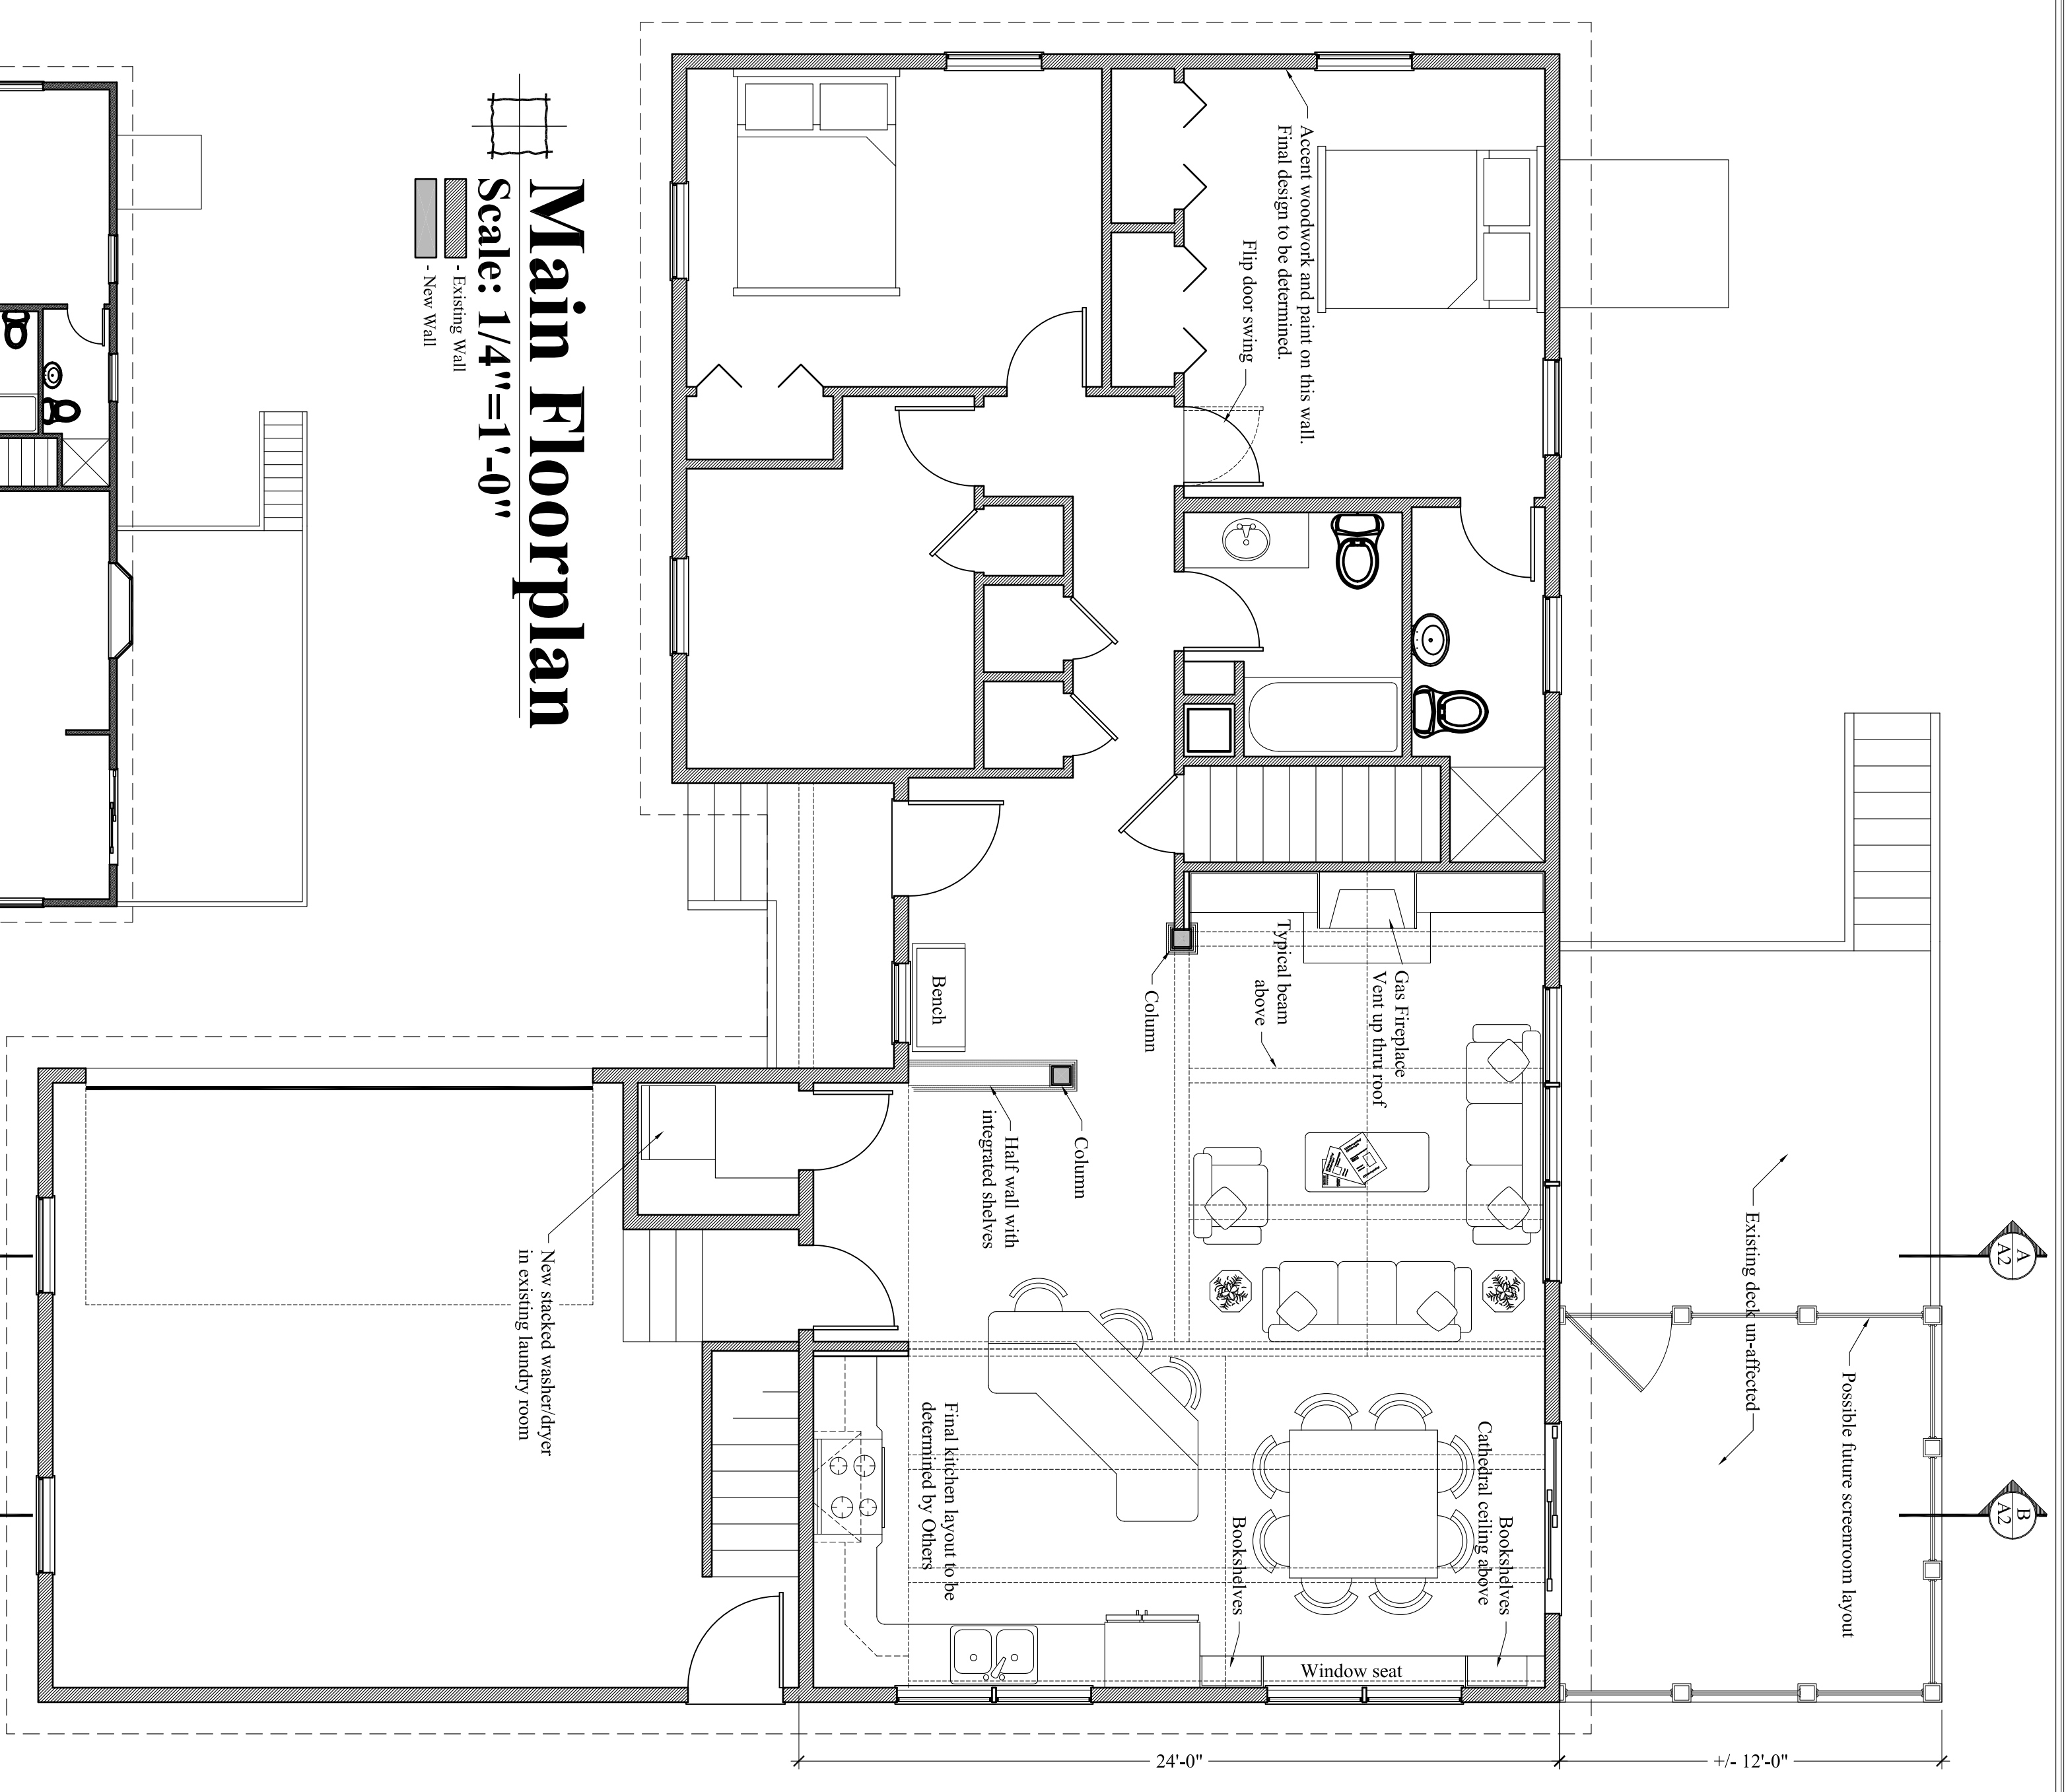 Main Floorplan
Scale: 1/4"=1'-0"
- Existing Wall
- New Wall
Accent woodwork and paint on this wall.
Final design to be determined.
Flip door swing
Gas Fireplace
Vent up thru roof
Typical beam
above
Column
Bench
Column
Half wall with
integrated shelves
New stacked washer/dryer
in existing laundry room
Existing deck un-affected
Possible future screenroom layout
Cathedral ceiling above
Bookshelves
Bookshelves
Final kitchen layout to be
determined by Others
Window seat
A
A2
B
A2
24'-0"
+/- 12'-0"